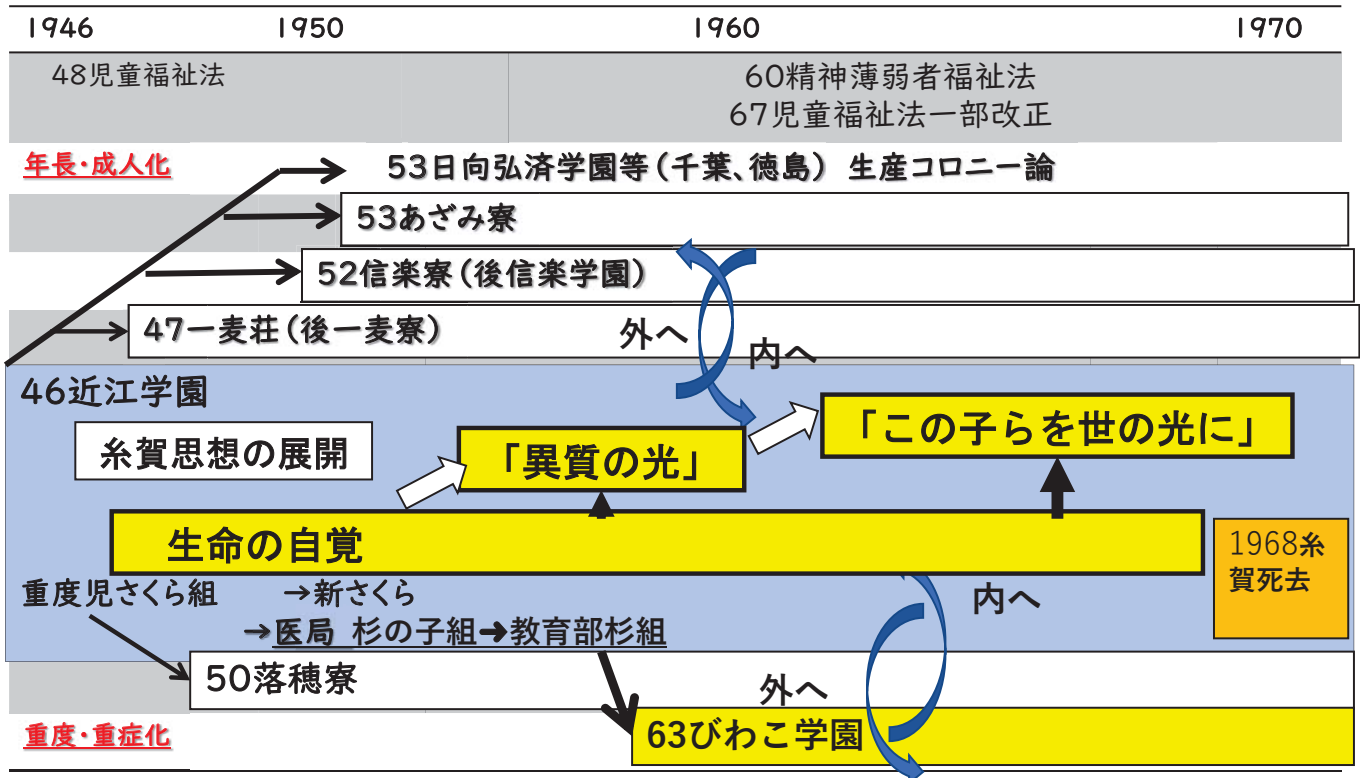 1946 1950 1960 1970
48児童福祉法
60精神薄弱者福祉法
67児童福祉法一部改正
年長・成人化
53日向弘済学園等（千葉、徳島） 生産コロニー論
53あざみ寮
52信楽寮（後信楽学園）
47一麦荘（後一麦寮）
外へ
内へ
46近江学園
糸賀思想の展開
「異質の光」
「この子らを世の光に」
生命の自覚
1968糸
賀死去
重度児さくら組 →新さくら
→医局 杉の子組→教育部杉組
内へ
50落穂寮
外へ
63びわこ学園
重度・重症化